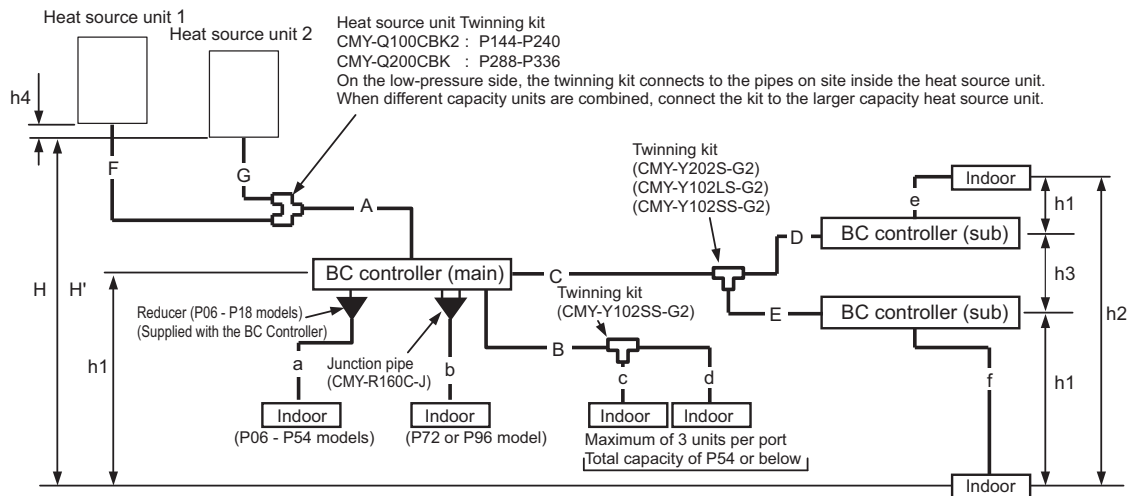 Heat source unit 1
Heat source unit 2
Heat source unit Twinning kit
CMY-Q100CBK2 : P144-P240
CMY-Q200CBK : P288-P336
On the low-pressure side, the twinning kit connects to the pipes on site inside the heat source unit.
When different capacity units are combined, connect the kit to the larger capacity heat source unit.
h4
F
G
A
Twinning kit
(CMY-Y202S-G2)
(CMY-Y102LS-G2)
(CMY-Y102SS-G2)
Indoor
e
h1
D
BC controller (sub)
H
H'
h1
BC controller (main)
C
h3
h2
Reducer (P06 - P18 models)
(Supplied with the BC Controller)
Twinning kit
(CMY-Y102SS-G2)
E
BC controller (sub)
B
a
Junction pipe
(CMY-R160C-J)
b
c
d
f
h1
Indoor
(P06 - P54 models)
Indoor
(P72 or P96 model)
Indoor
Indoor
Maximum of 3 units per port
Total capacity of P54 or below
Indoor